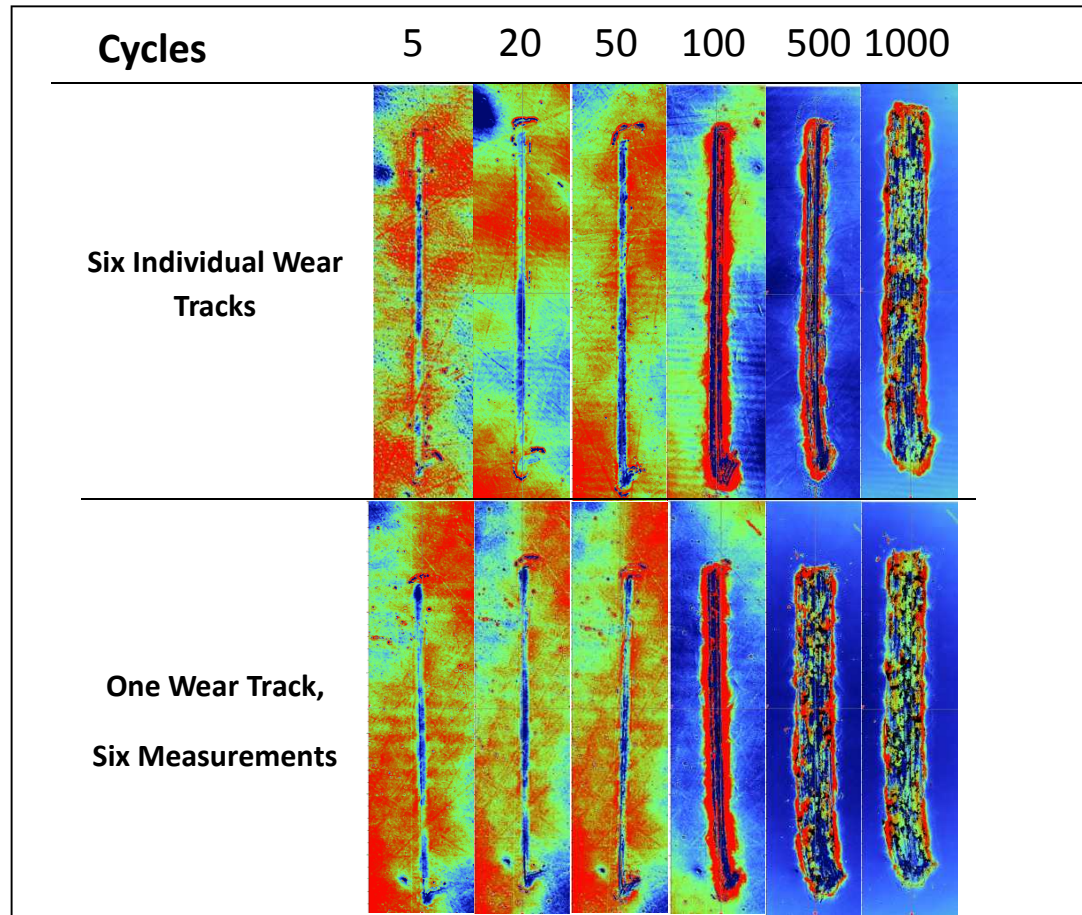 Cycles 5 20 50 100 500 1000
Six Individual Wear
Tracks
One Wear Track,
Six Measurements